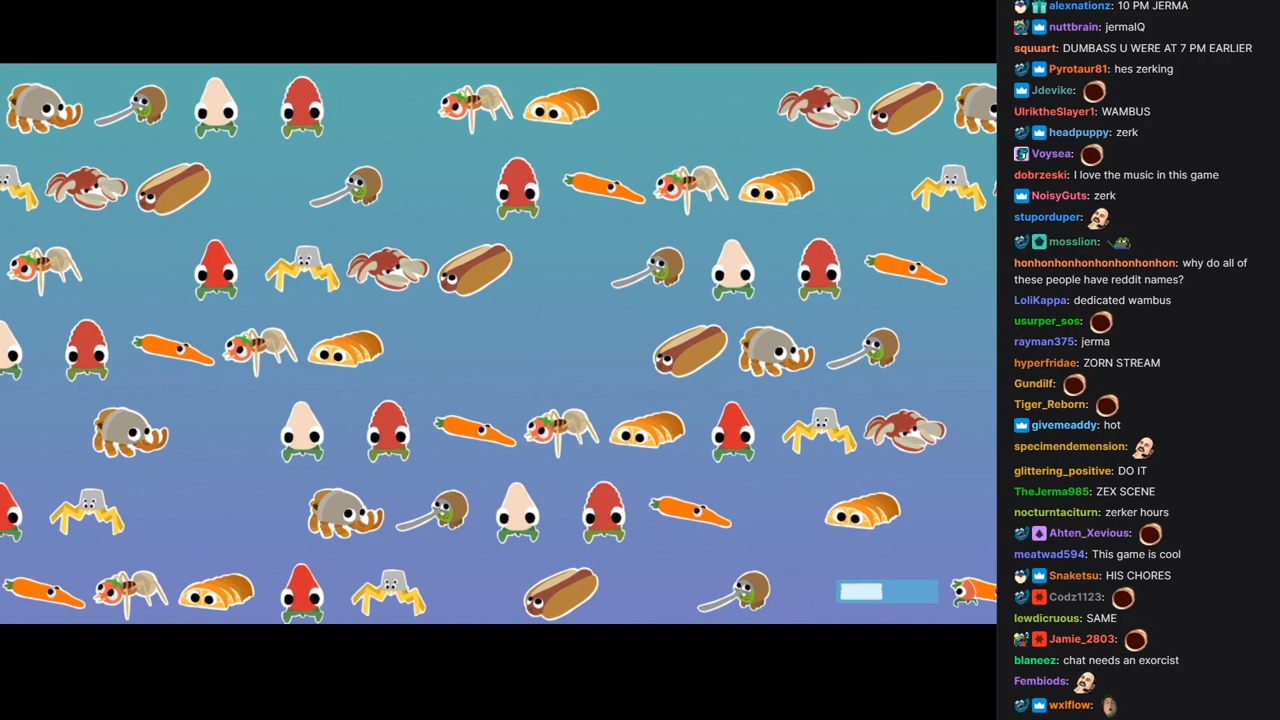 alexnationz: 10 PM JERMA
nuttbrain: jermaIQ
squuart: DUMBASS U WERE AT 7 PM EARLIER
Pyrotaur81: hes zerking
Jdevike:
UlriktheSlayer1: WAMBUS
headpuppy: zerk
Voysea:
dobrzeski: I love the music in this game
NoisyGuts: zerk
stuporduper:
mosslion:
honhonhonhonhonhonhonhon: why do all of
these people have reddit names?
LoliKappa: dedicated wambus
usurper_sos:
rayman375: jerma
hyperfridae: ZORN STREAM
Gundilf:
Tiger_Reborn:
givemeaddy: hot
specimendemension:
glittering_positive: DO IT
TheJerma985: ZEX SCENE
nocturntaciturn: zerker hours
Ahten_Xevious:
meatwad594: This game is cool
Snaketsu: HIS CHORES
Codz1123:
lewdicruous: SAME
Jamie_2803:
blaneez: chat needs an exorcist
Fembiods:
wxlflow: